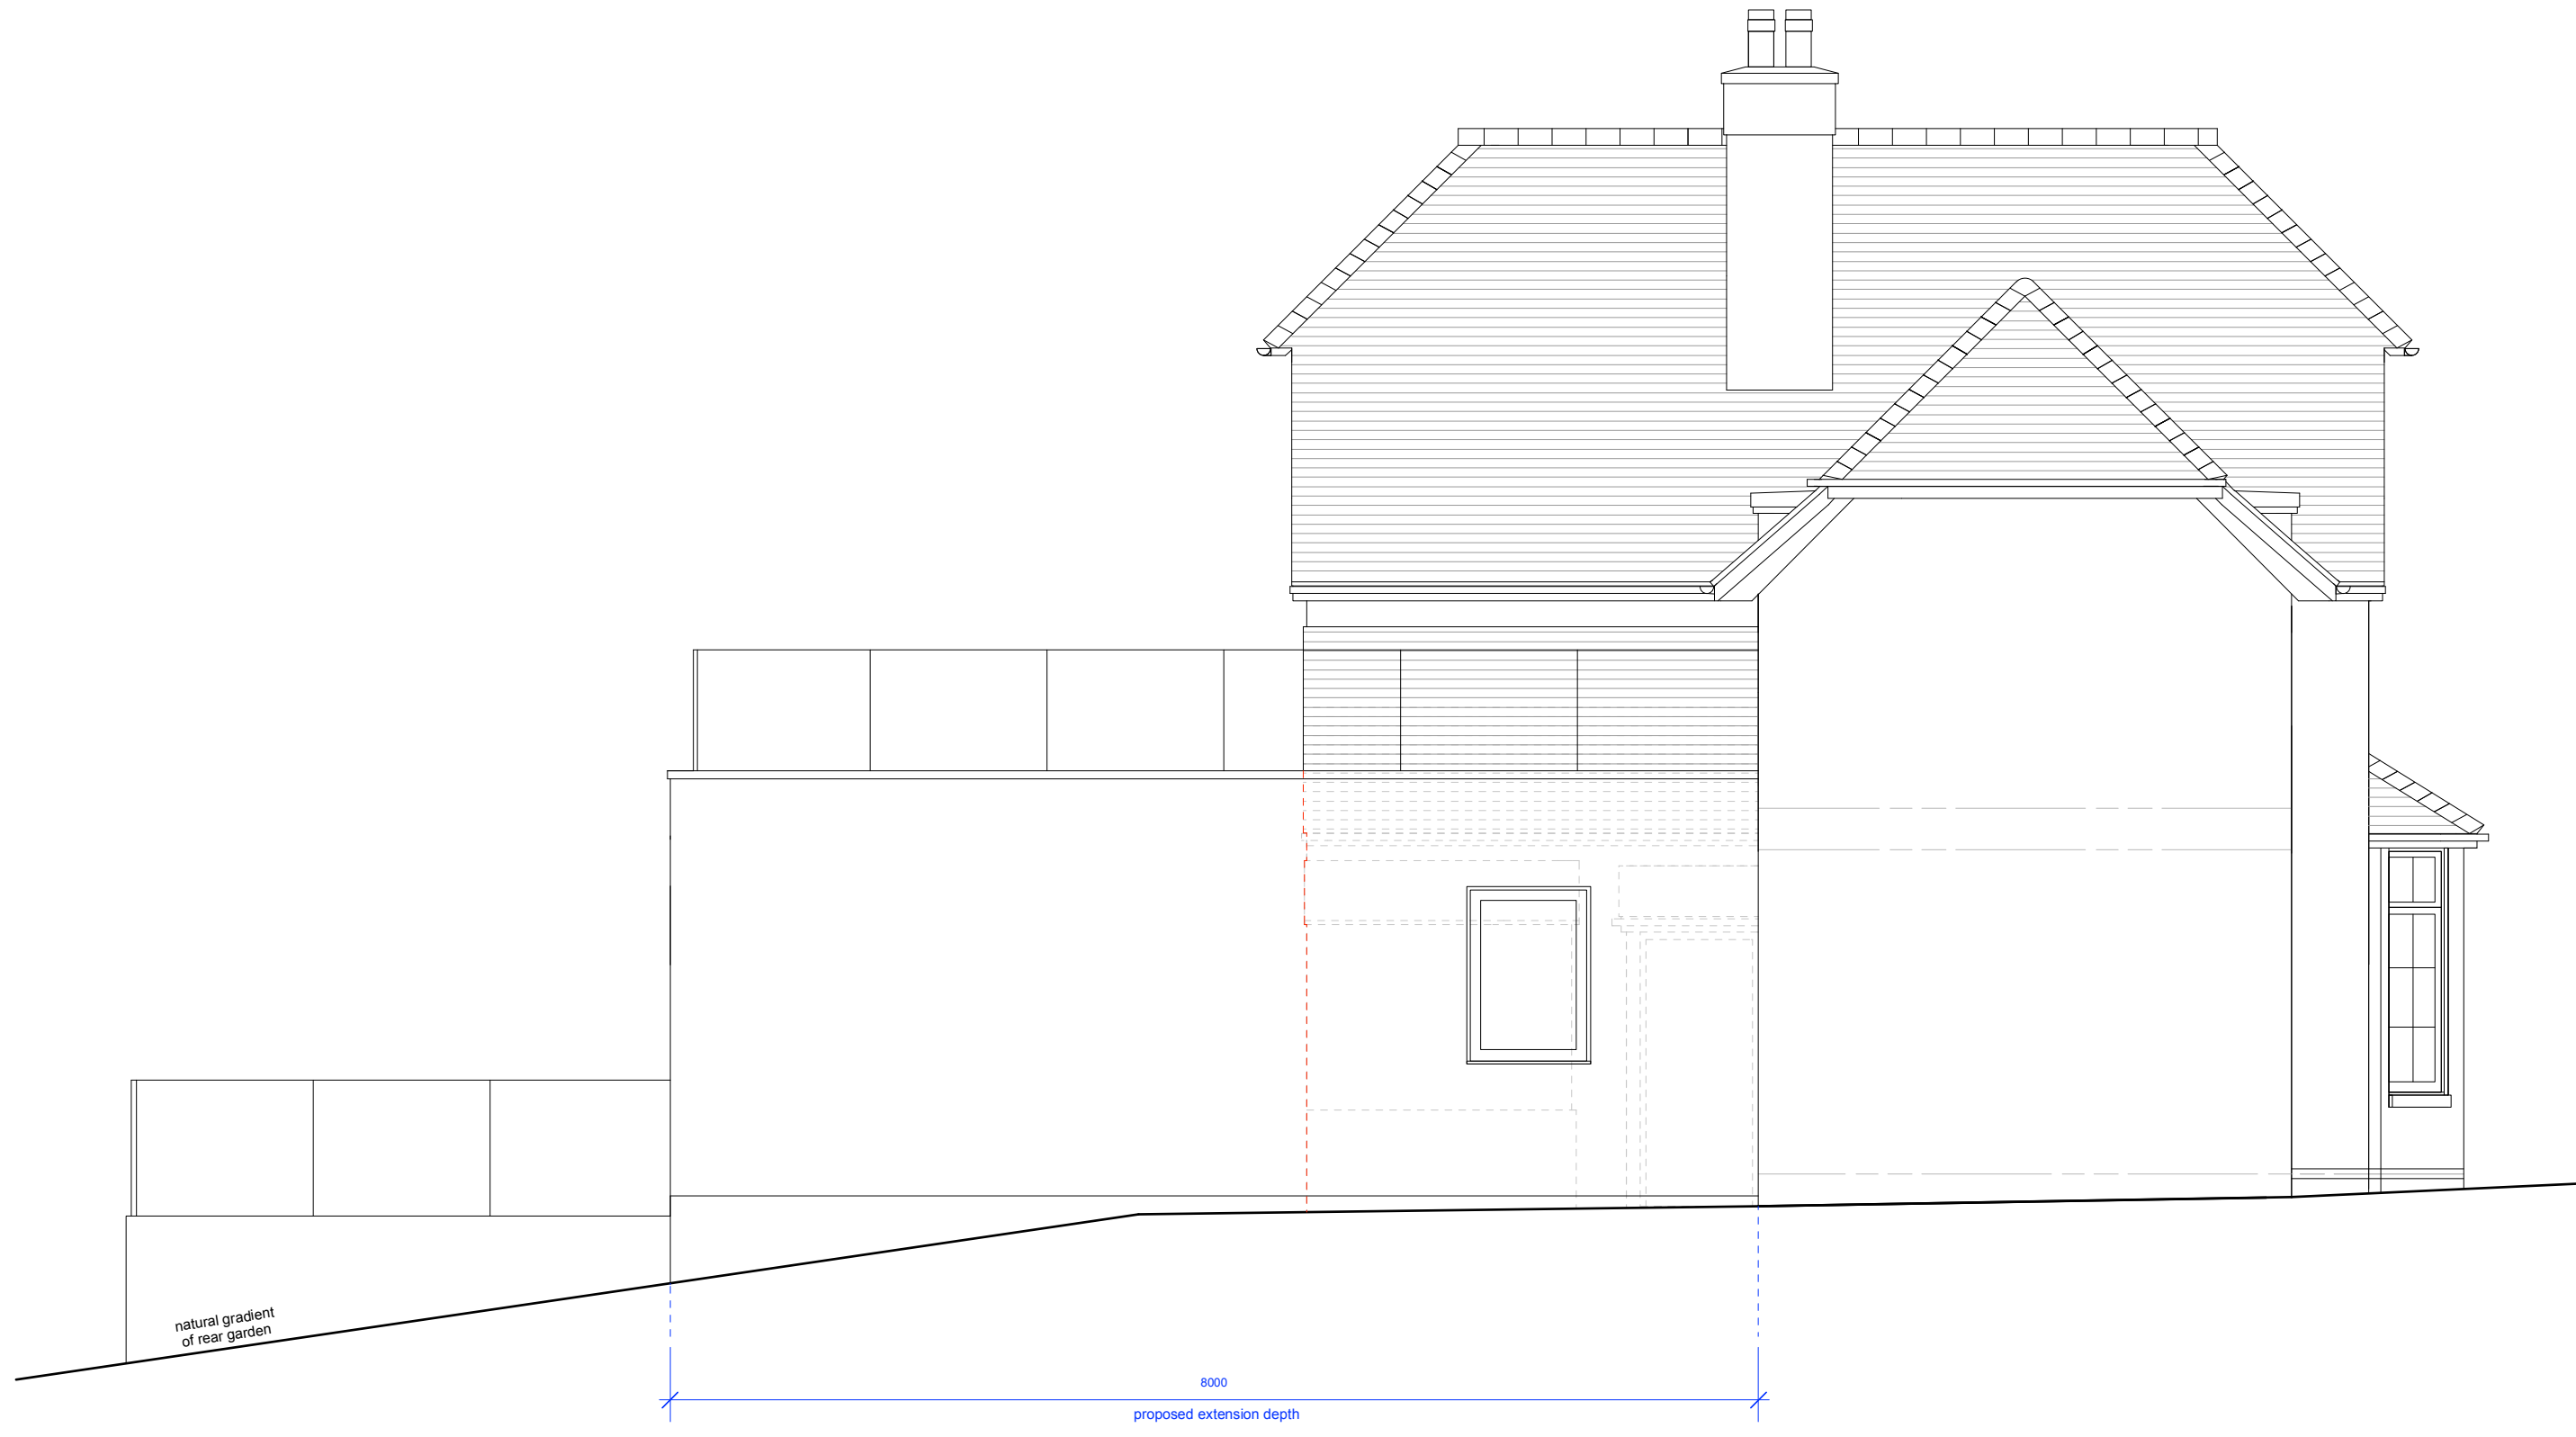 natural gradient
of rear garden
8000
proposed extension depth